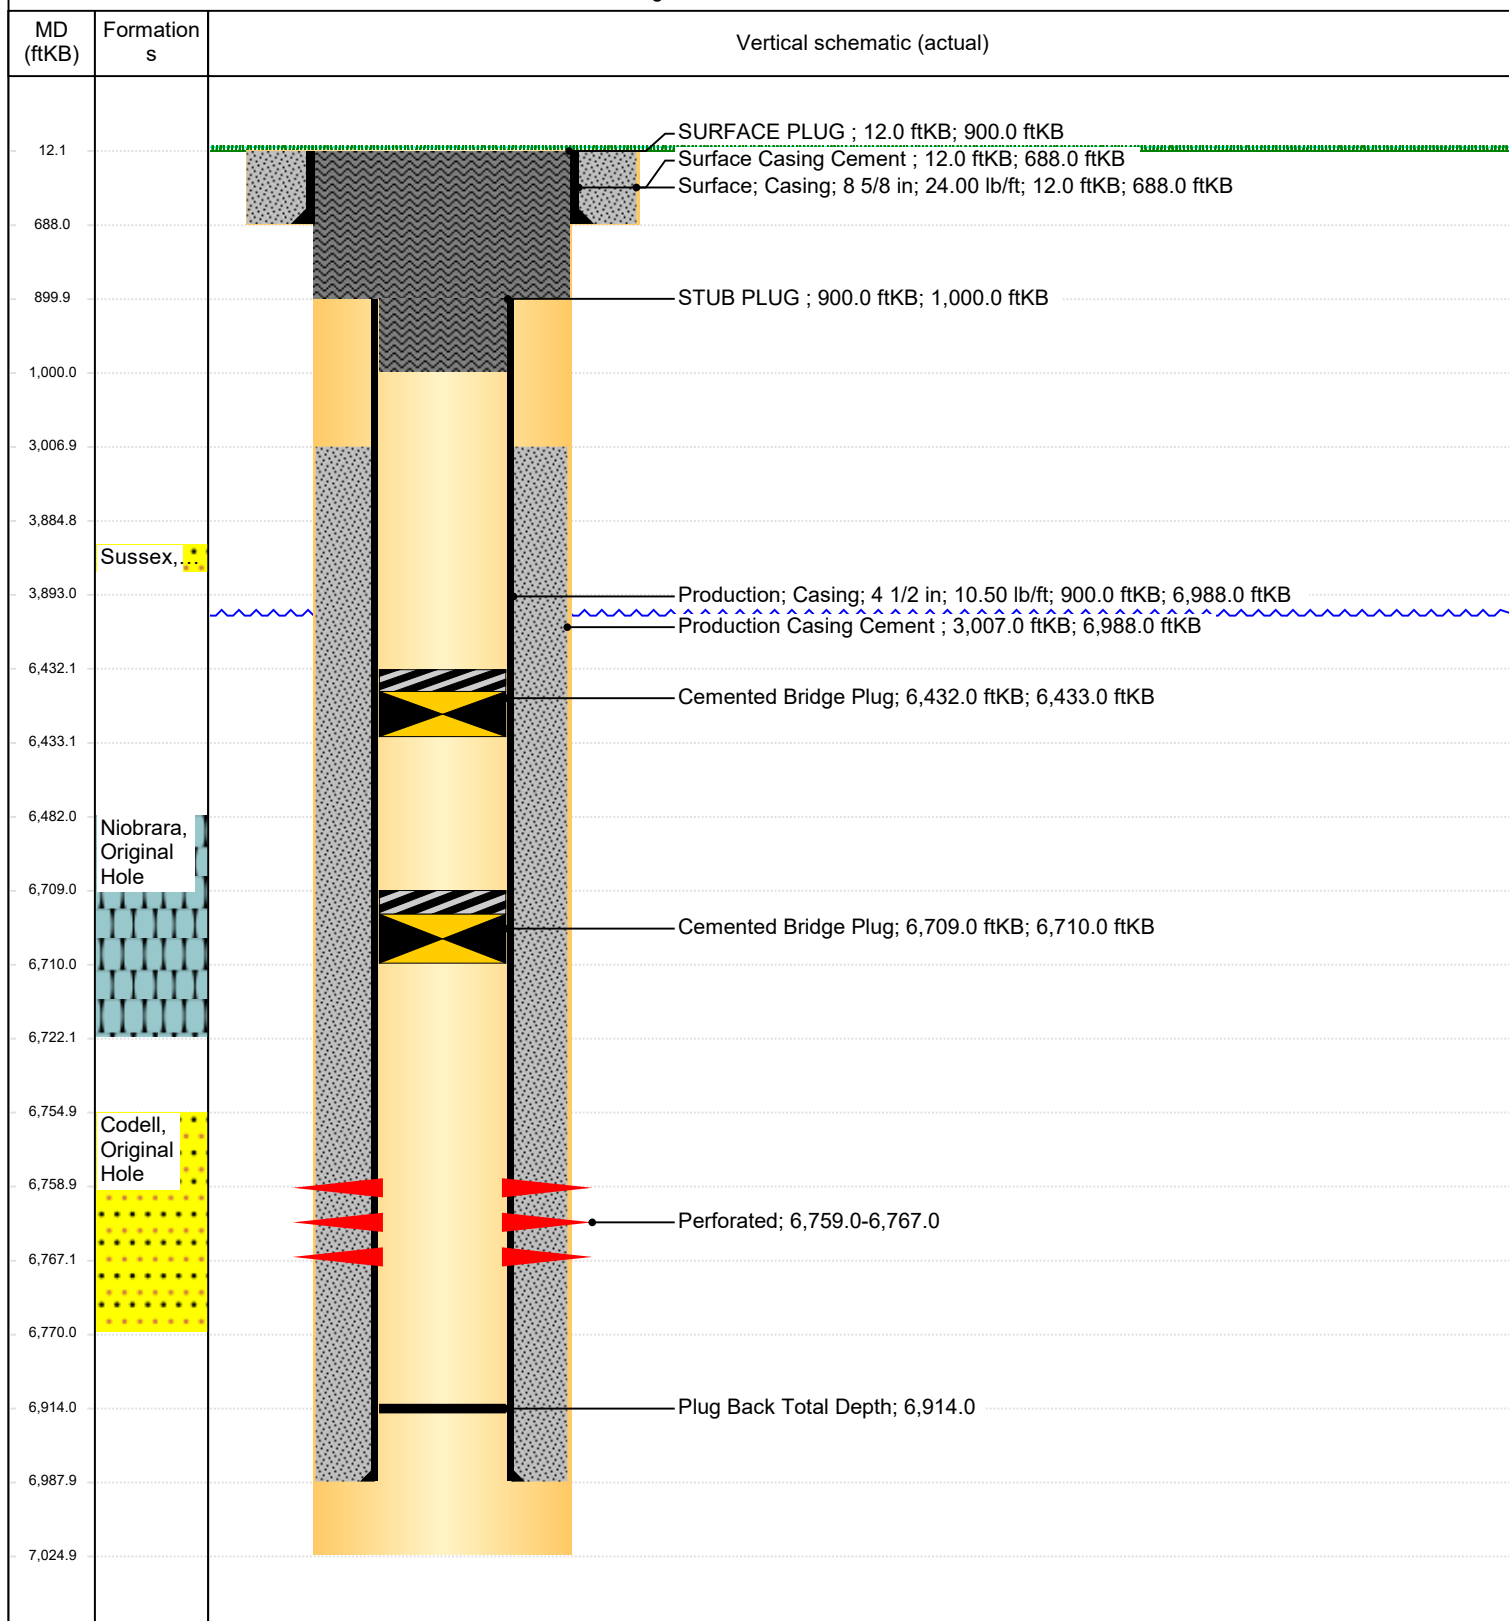 MD
(ftKB)
Formation
s
Vertical schematic (actual)
12.1
688.0
899.9
1,000.0
3,006.9
3,884.8
3,893.0
6,432.1
6,433.1
6,482.0
6,709.0
6,710.0
6,722.1
6,754.9
6,758.9
6,767.1
6,770.0
6,914.0
6,987.9
7,024.9
Sussex,...
Niobrara,
Original
Hole
Codell,
Original
Hole
SURFACE PLUG ; 12.0 ftKB; 900.0 ftKB
Surface Casing Cement ; 12.0 ftKB; 688.0 ftKB
Surface; Casing; 8 5/8 in; 24.00 lb/ft; 12.0 ftKB; 688.0 ftKB
STUB PLUG ; 900.0 ftKB; 1,000.0 ftKB
Production; Casing; 4 1/2 in; 10.50 lb/ft; 900.0 ftKB; 6,988.0 ftKB
Production Casing Cement ; 3,007.0 ftKB; 6,988.0 ftKB
Cemented Bridge Plug; 6,432.0 ftKB; 6,433.0 ftKB
Cemented Bridge Plug; 6,709.0 ftKB; 6,710.0 ftKB
Perforated; 6,759.0-6,767.0
Plug Back Total Depth; 6,914.0